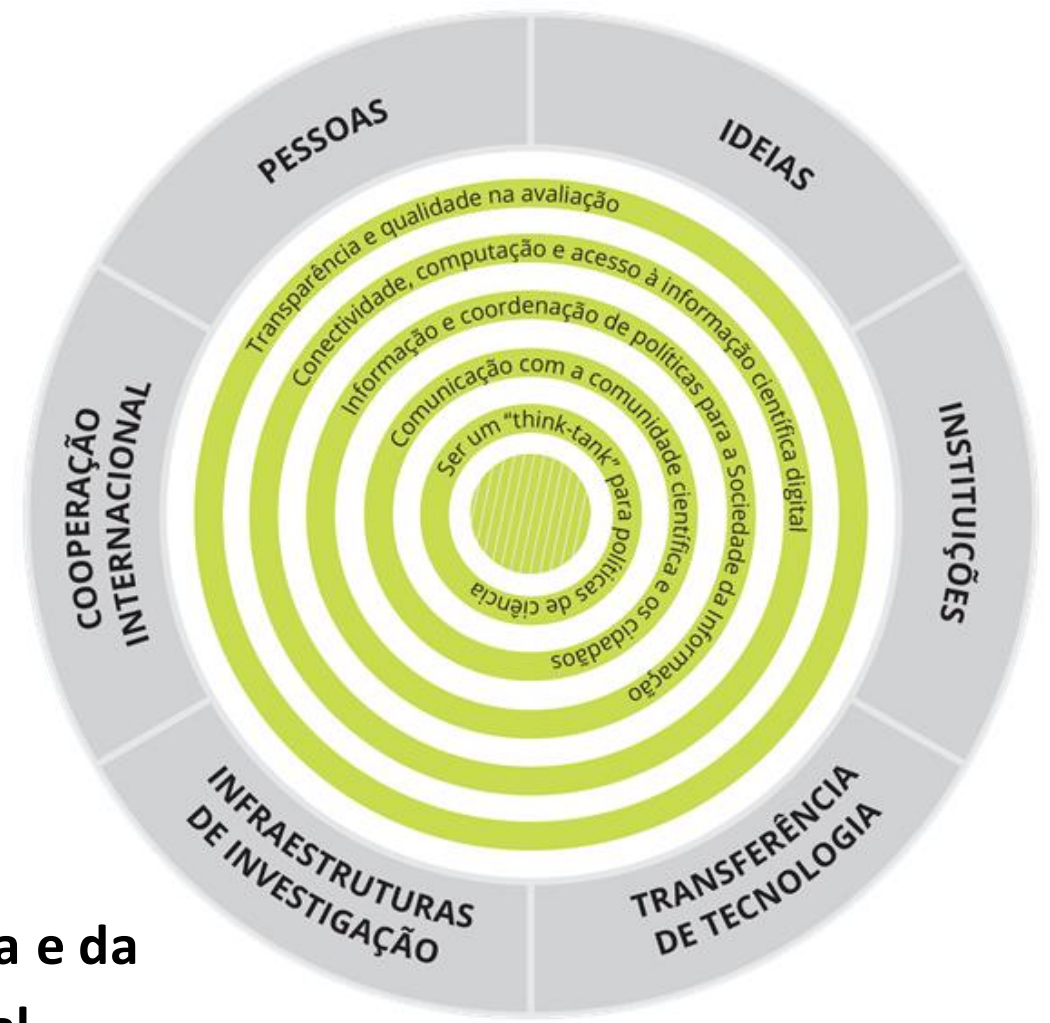 PESSOAS
IDEIAS
INSTITUIÇÕES
TRANSFERÊNCIA
DE TECNOLOGIA
INFRAESTRUTURAS
DE INVESTIGAÇÃO
COOPERAÇÃO
INTERNACIONAL
Transparência e qualidade na avaliação
Conectividade, computação e acesso à informação científica digital
Informação e coordenação de políticas para a Sociedade da Informação
Comunicação com a comunidade científica e os cidadãos
Ser um "think-tank" para políticas de ciência
a e da